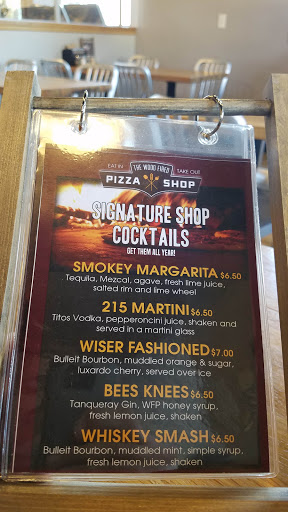 EAT IN
THE WOOD FIRED
TAKE OUT
PIZZA SHOP
SIGNATURE SHOP
COCKTAILS
GET THEM ALL YEAR!
SMOKEY MARGARITA $6.50
Tequila, Mezcal, agave, fresh lime juice,
salted rim and lime wheel
215 MARTINI $6.50
Titos Vodka, pepperoncini juice, shaken and
served in a martini glass
WISER FASHIONED $7.00
Bulleit Bourbon, muddled orange & sugar,
luxardo cherry, served over ice
BEES KNEES $6.50
Tanqueray Gin, WFP honey syrup,
fresh lemon juice, shaken
WHISKEY SMASH $6.50
Bulleit Bourbon, muddled mint, simple syrup,
fresh lemon juice, shaken